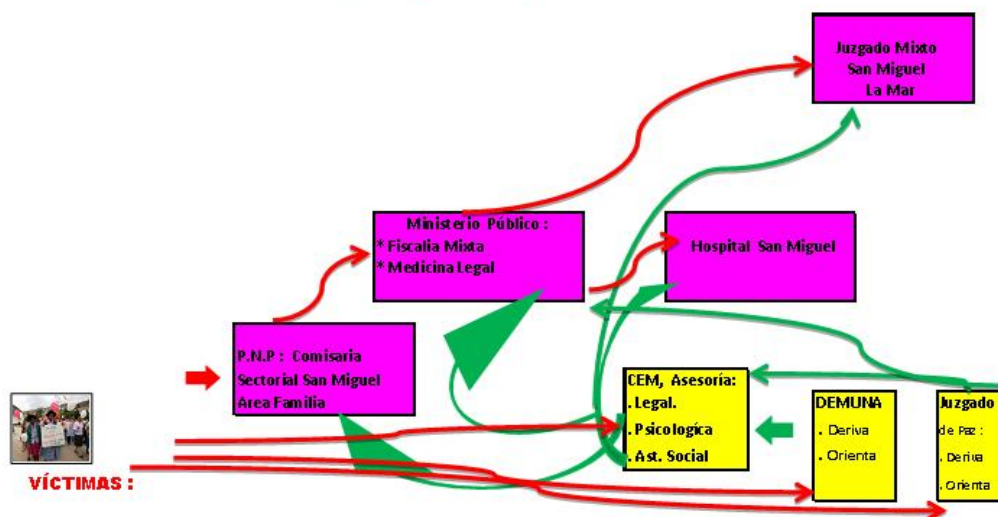 Juzgado Mixto
San Miguel
La Mar
Ministerio Público :
* Fiscalia Mixta
* Medicina Legal
Hospital San Miguel
P.N.P : Comisaria
Sectorial San Miguel
Area Familia
CEM, Asesoría:
. Legal.
. Psicologíca
. Ast. Social
DEMUNA
. Deriva
. Orienta
Juzgado
de Paz :
. Deriva
. Orienta
VÍCTIMAS :